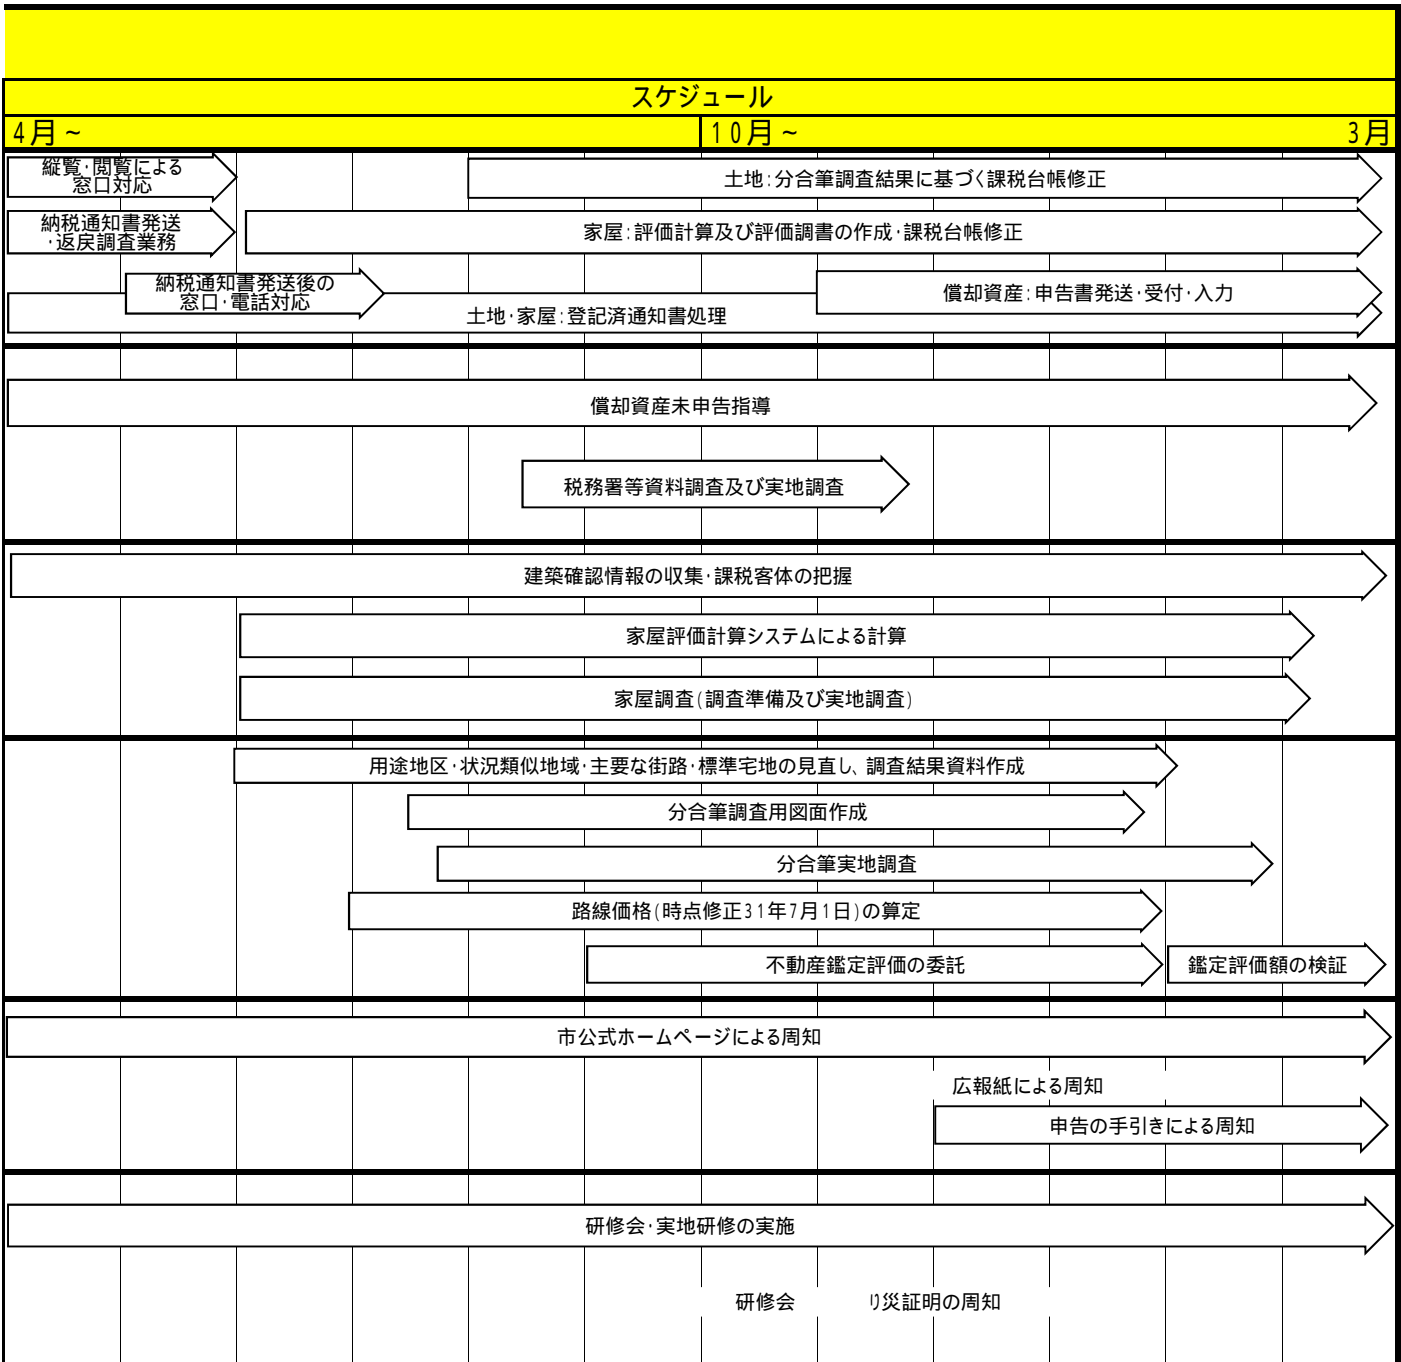 スケジュール
4月~
10月~
3月
縦覧・閲覧による
窓口対応
土地:分合筆調査結果に基づく課税台帳修正
納税通知書発送
・返戻調査業務
家屋:評価計算及び評価調書の作成・課税台帳修正
納税通知書発送後の
窓口・電話対応
償却資産:申告書発送・受付・入力
土地・家屋:登記済通知書処理
償却資産未申告指導
税務署等資料調査及び実地調査
建築確認情報の収集・課税客体の把握
家屋評価計算システムによる計算
家屋調査(調査準備及び実地調査)
用途地区・状況類似地域・主要な街路・標準宅地の見直し、調査結果資料作成
分合筆調査用図面作成
分合筆実地調査
路線価格(時点修正31年7月1日)の算定
不動産鑑定評価の委託
鑑定評価額の検証
市公式ホームページによる周知
広報紙による周知
申告の手引きによる周知
研修会・実地研修の実施
研修会
り災証明の周知